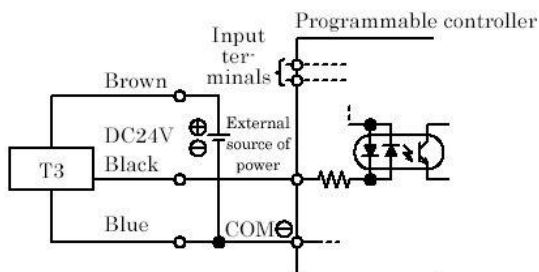 Programmable controller
Input
ter-
minals
Brown
DC24V
⊕
⊖
External
source of
power
T3
Black
Blue
COM⊖